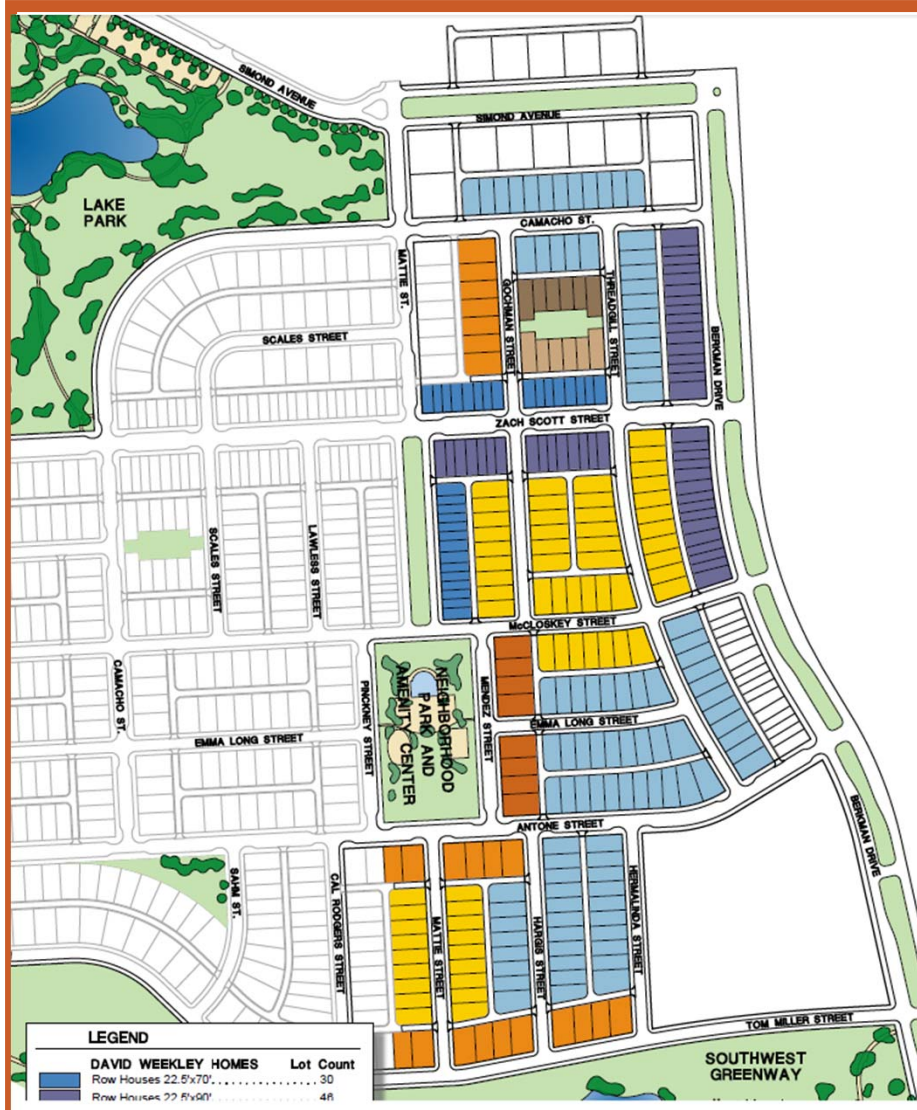 SIMOND AVENUE
SIMOND AVENUE
LAKE
PARK
CAMACHO ST.
MATTIE ST.
GOCHMAN STREET
THREADGILL STREET
BERKMAN DRIVE
SCALES STREET
ZACH SCOTT STREET
SCALES STREET
LAWLESS STREET
McCLOSKEY STREET
CAMACHO ST.
PINCKNEY STREET
NEIGHBORHOOD
PARK AND
AMENITY CENTER
MENDEZ STREET
EMMA LONG STREET
EMMA LONG STREET
ANTONE STREET
BERKMAN DRIVE
SAHM ST.
CAL RODGERS STREET
MATTIE STREET
HARGIS STREET
HERMALINDA STREET
TOM MILLER STREET
SOUTHWEST
GREENWAY
LEGEND
DAVID WEEKLEY HOMES Lot Count
Row Houses 22.5'x70' . . . . . . . . . . . . . . 30
Row Houses 22.5'x90' . . . . . . . . . . . . . . 46